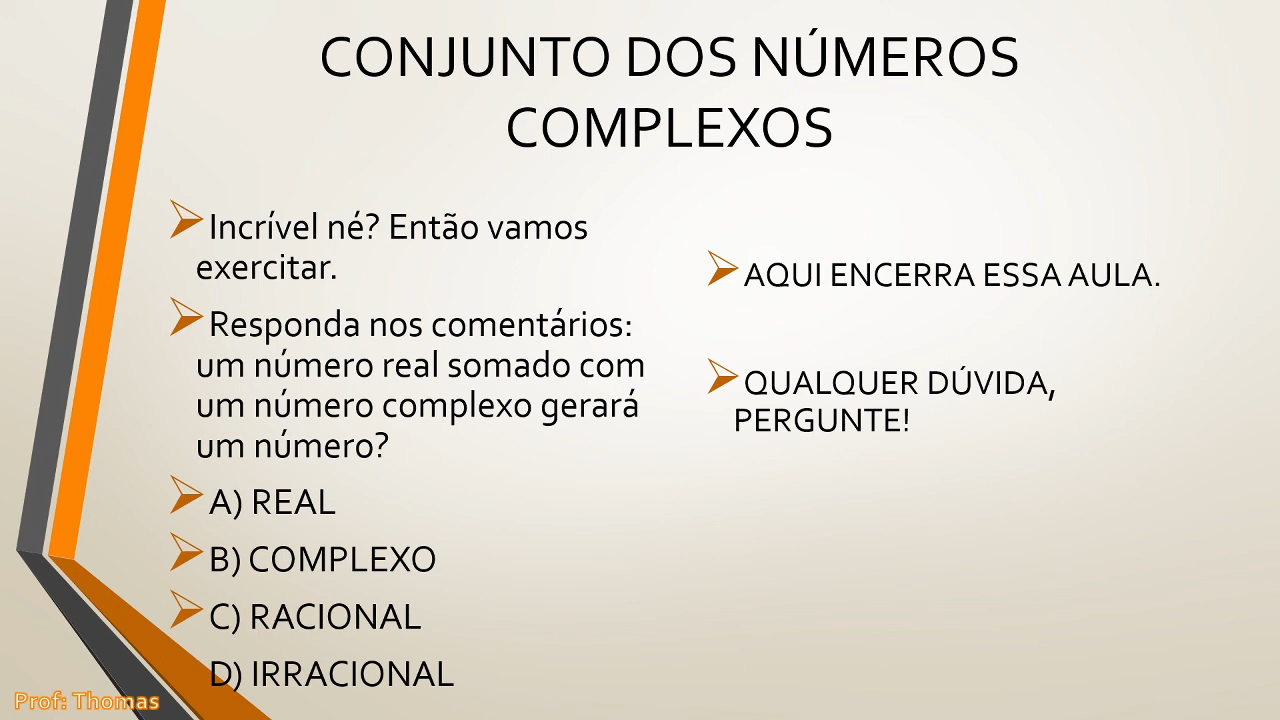 CONJUNTO DOS NÚMEROS
COMPLEXOS
Incrível né? Então vamos
exercitar.
Responda nos comentários:
um número real somado com
um número complexo gerará
um número?
A) REAL
B) COMPLEXO
C) RACIONAL
D) IRRACIONAL
AQUI ENCERRA ESSA AULA.
QUALQUER DÚVIDA,
PERGUNTE!
Prof: Thomas